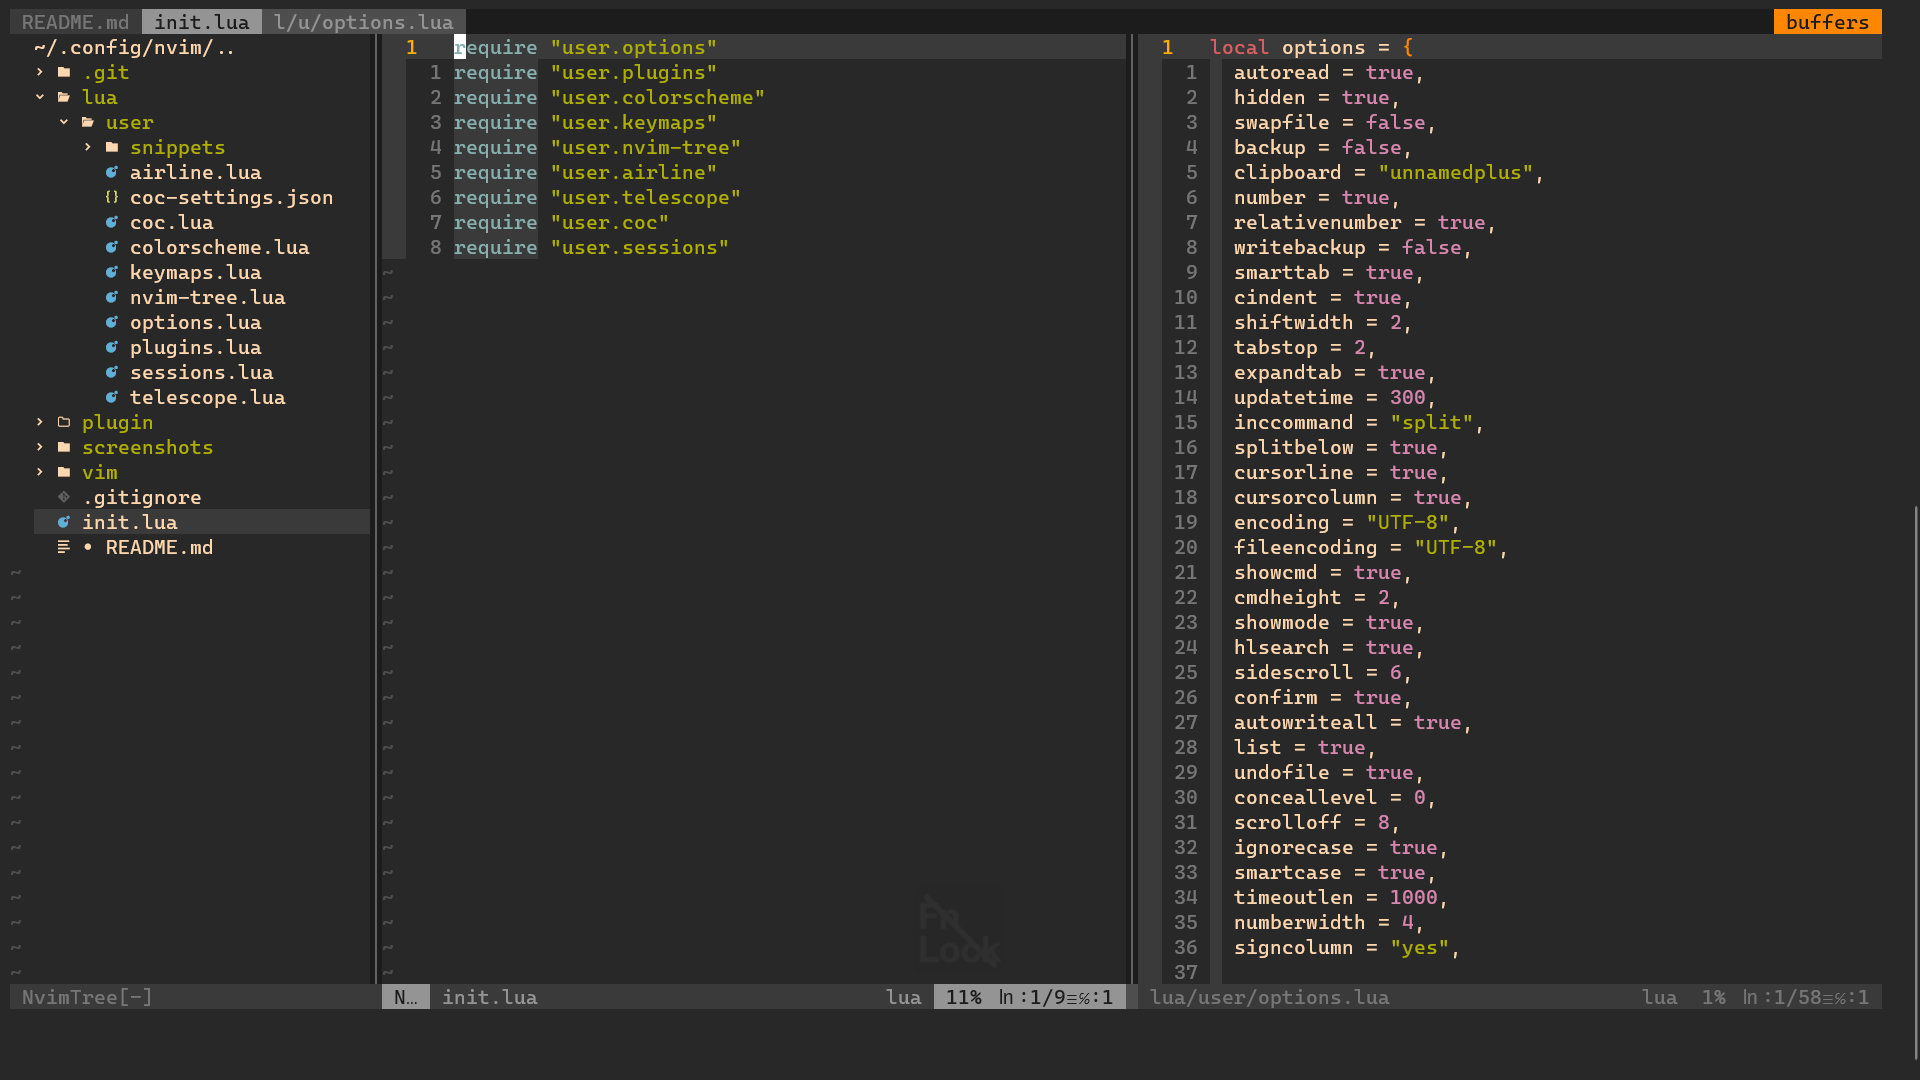 README.md init.lua l/u/options.lua buffers
~/.config/nvim/..
.git
lua
user
snippets
airline.lua
{} coc-settings.json
coc.lua
colorscheme.lua
keymaps.lua
nvim-tree.lua
options.lua
plugins.lua
sessions.lua
telescope.lua
plugin
screenshots
vim
.gitignore
init.lua
README.md
NvimTree[-]
1 require "user.options"
1 require "user.plugins"
2 require "user.colorscheme"
3 require "user.keymaps"
4 require "user.nvim-tree"
5 require "user.airline"
6 require "user.telescope"
7 require "user.coc"
8 require "user.sessions"
Fn
Lock
N… init.lua lua 11% ln:1/9≡℅:1
1 local options = {
1 autoread = true,
2 hidden = true,
3 swapfile = false,
4 backup = false,
5 clipboard = "unnamedplus",
6 number = true,
7 relativenumber = true,
8 writebackup = false,
9 smarttab = true,
10 cindent = true,
11 shiftwidth = 2,
12 tabstop = 2,
13 expandtab = true,
14 updatetime = 300,
15 inccommand = "split",
16 splitbelow = true,
17 cursorline = true,
18 cursorcolumn = true,
19 encoding = "UTF-8",
20 fileencoding = "UTF-8",
21 showcmd = true,
22 cmdheight = 2,
23 showmode = true,
24 hlsearch = true,
25 sidescroll = 6,
26 confirm = true,
27 autowriteall = true,
28 list = true,
29 undofile = true,
30 conceallevel = 0,
31 scrolloff = 8,
32 ignorecase = true,
33 smartcase = true,
34 timeoutlen = 1000,
35 numberwidth = 4,
36 signcolumn = "yes",
37
lua/user/options.lua lua 1% ln:1/58≡℅:1